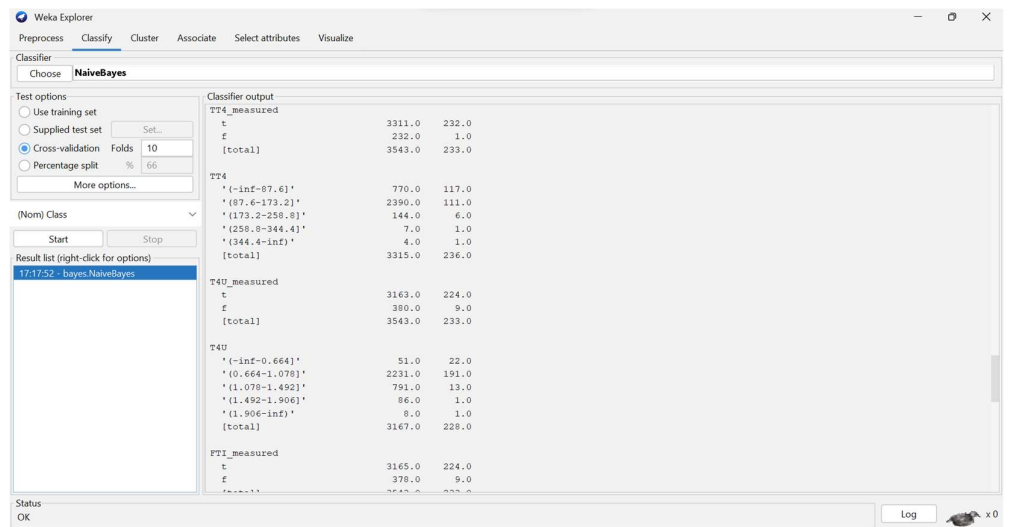 Weka Explorer
Preprocess Classify Cluster Associate Select attributes Visualize
Classifier
Choose NaiveBayes
Test options
Use training set
Supplied test set Set...
Cross-validation Folds 10
Percentage split % 66
More options...
(Nom) Class
Start Stop
Result list (right-click for options)
17:17:52 - bayes.NaiveBayes
Classifier output
TT4_measured
t 3311.0 232.0
f 232.0 1.0
[total] 3543.0 233.0
TT4
'(-inf-87.6]' 770.0 117.0
'(87.6-173.2]' 2390.0 111.0
'(173.2-258.8]' 144.0 6.0
'(258.8-344.4]' 7.0 1.0
'(344.4-inf)' 4.0 1.0
[total] 3315.0 236.0
T4U_measured
t 3163.0 224.0
f 380.0 9.0
[total] 3543.0 233.0
T4U
'(-inf-0.664]' 51.0 22.0
'(0.664-1.078]' 2231.0 191.0
'(1.078-1.492]' 791.0 13.0
'(1.492-1.906]' 86.0 1.0
'(1.906-inf)' 8.0 1.0
[total] 3167.0 228.0
FTI_measured
t 3165.0 224.0
f 378.0 9.0
Status
OK
Log x 0